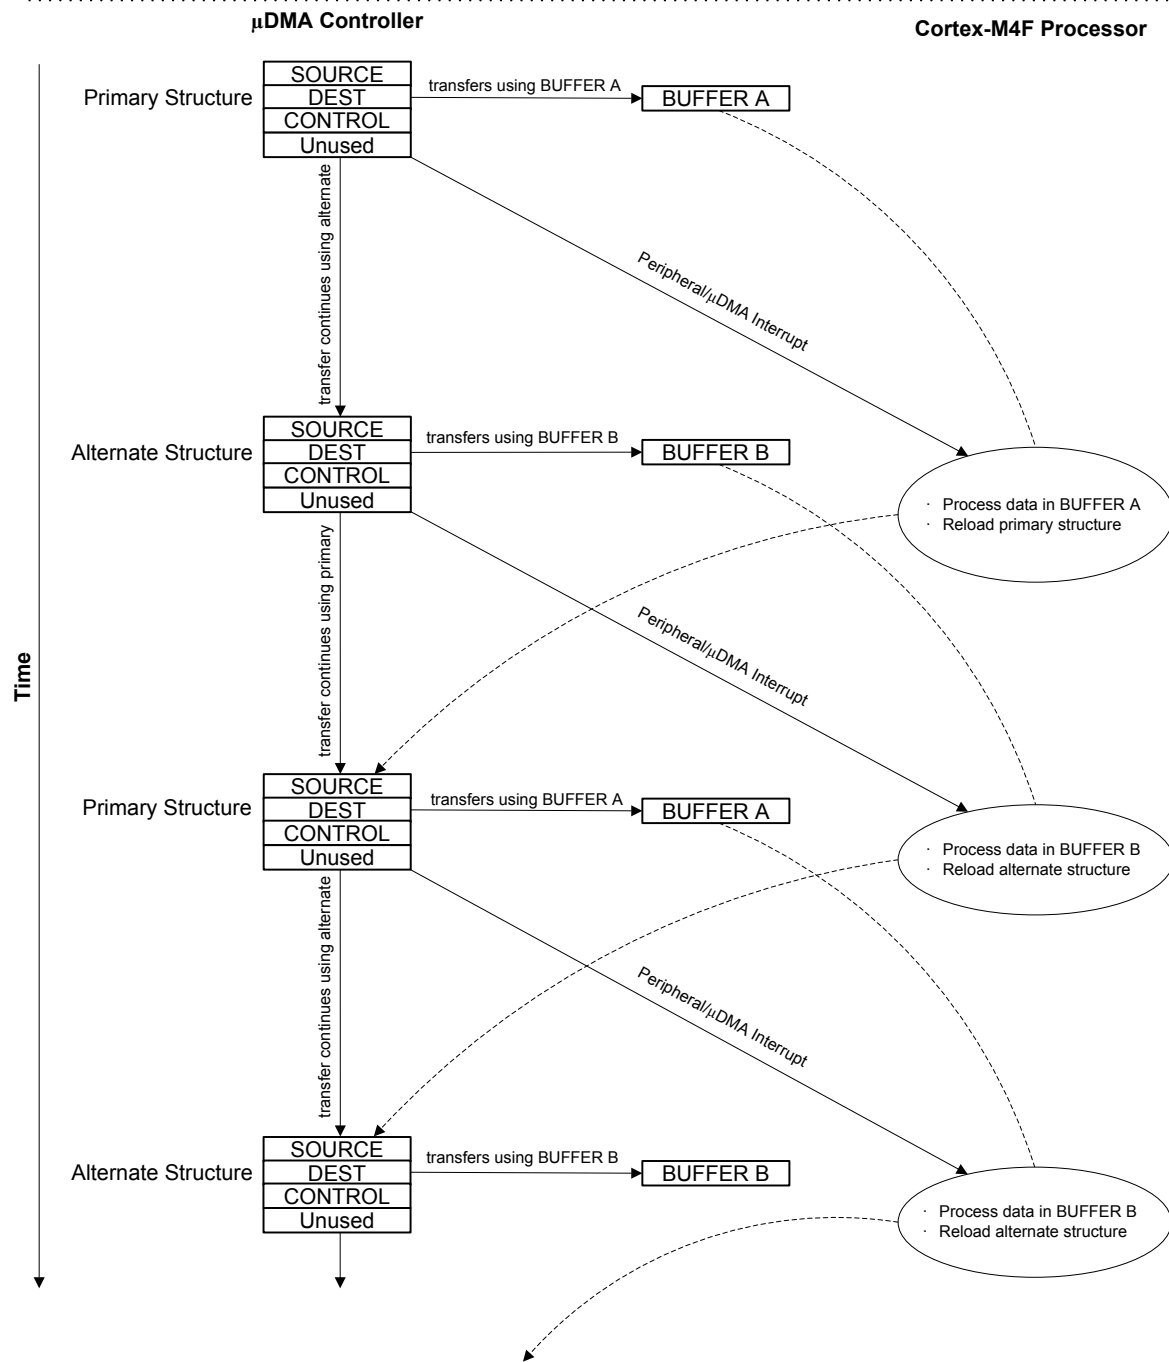 μDMA Controller
Cortex-M4F Processor
SOURCE
Primary Structure
DEST
transfers using BUFFER A
BUFFER A
CONTROL
Unused
transfer continues using alternate
Peripheral/μDMA Interrupt
SOURCE
Alternate Structure
DEST
transfers using BUFFER B
BUFFER B
CONTROL
Unused
· Process data in BUFFER A
· Reload primary structure
transfer continues using primary
Peripheral/μDMA Interrupt
Time
SOURCE
Primary Structure
DEST
transfers using BUFFER A
BUFFER A
CONTROL
Unused
· Process data in BUFFER B
· Reload alternate structure
transfer continues using alternate
Peripheral/μDMA Interrupt
SOURCE
Alternate Structure
DEST
transfers using BUFFER B
BUFFER B
CONTROL
Unused
· Process data in BUFFER B
· Reload alternate structure